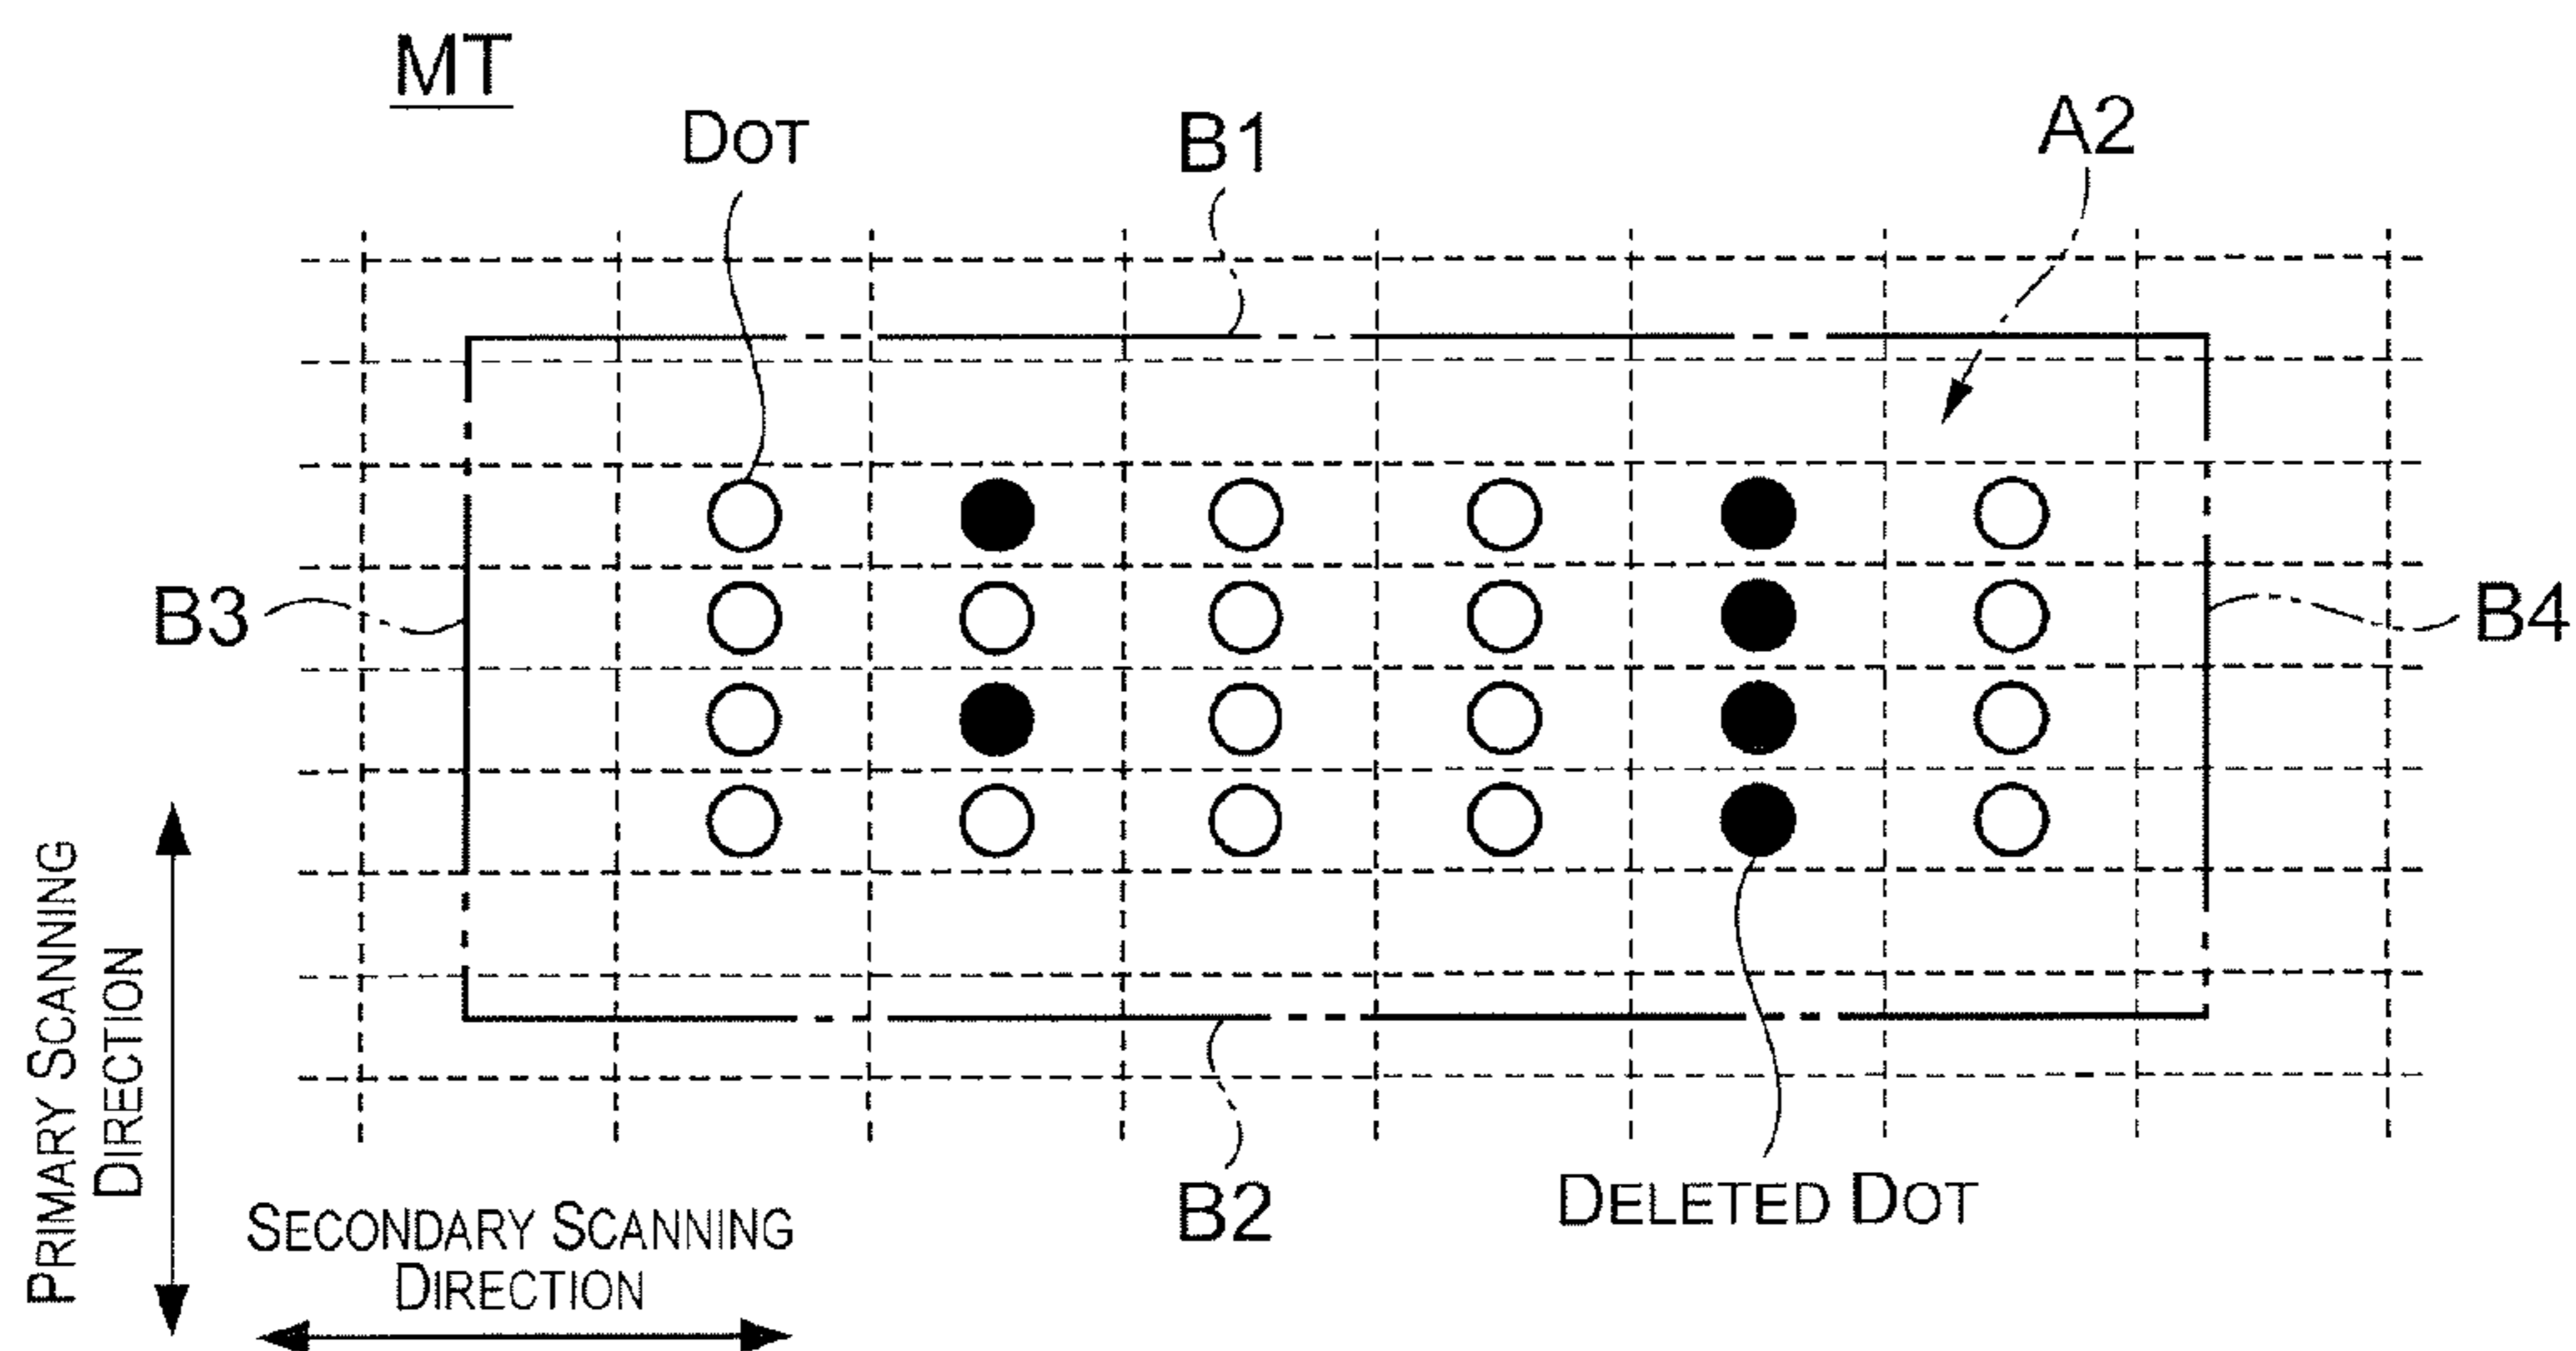 MT
DOT
B1
A2
B3
B4
PRIMARY SCANNING
DIRECTION
SECONDARY SCANNING
DIRECTION
B2
DELETED DOT